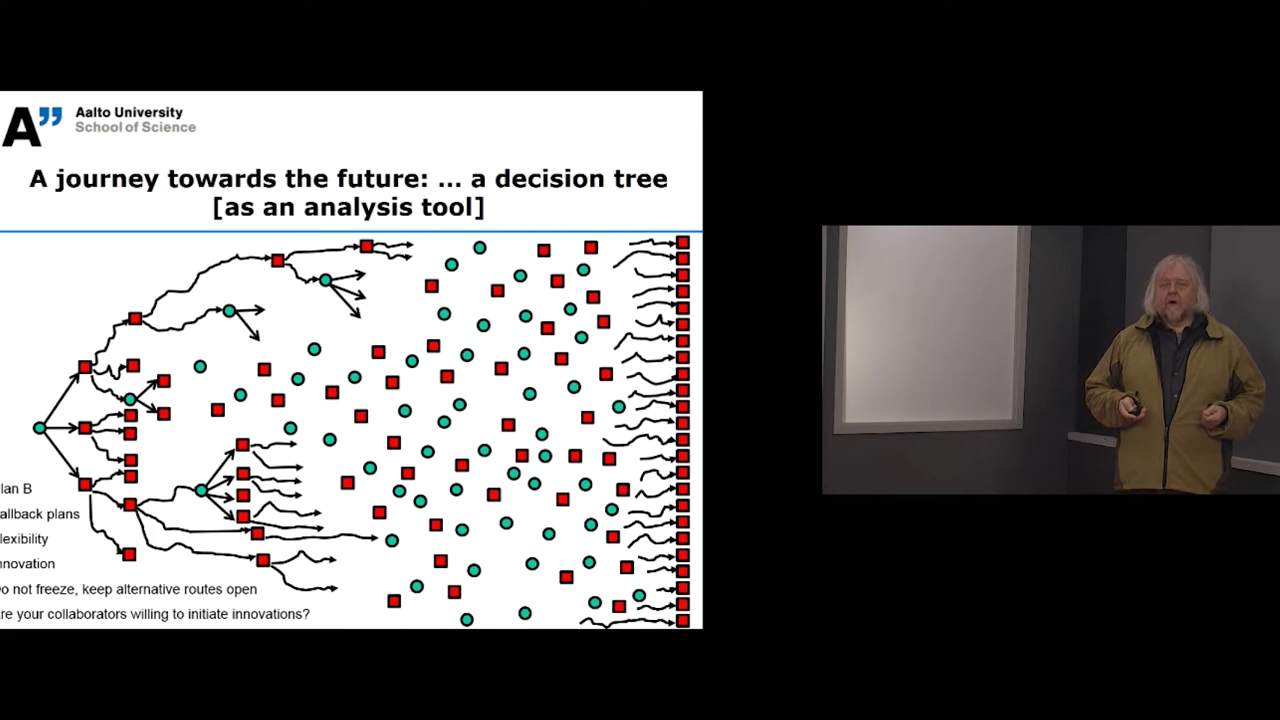 A”
Aalto University
School of Science
A journey towards the future: ... a decision tree
[as an analysis tool]
lan B
allback plans
lexibility
nnovation
o not freeze, keep alternative routes open
re your collaborators willing to initiate innovations?